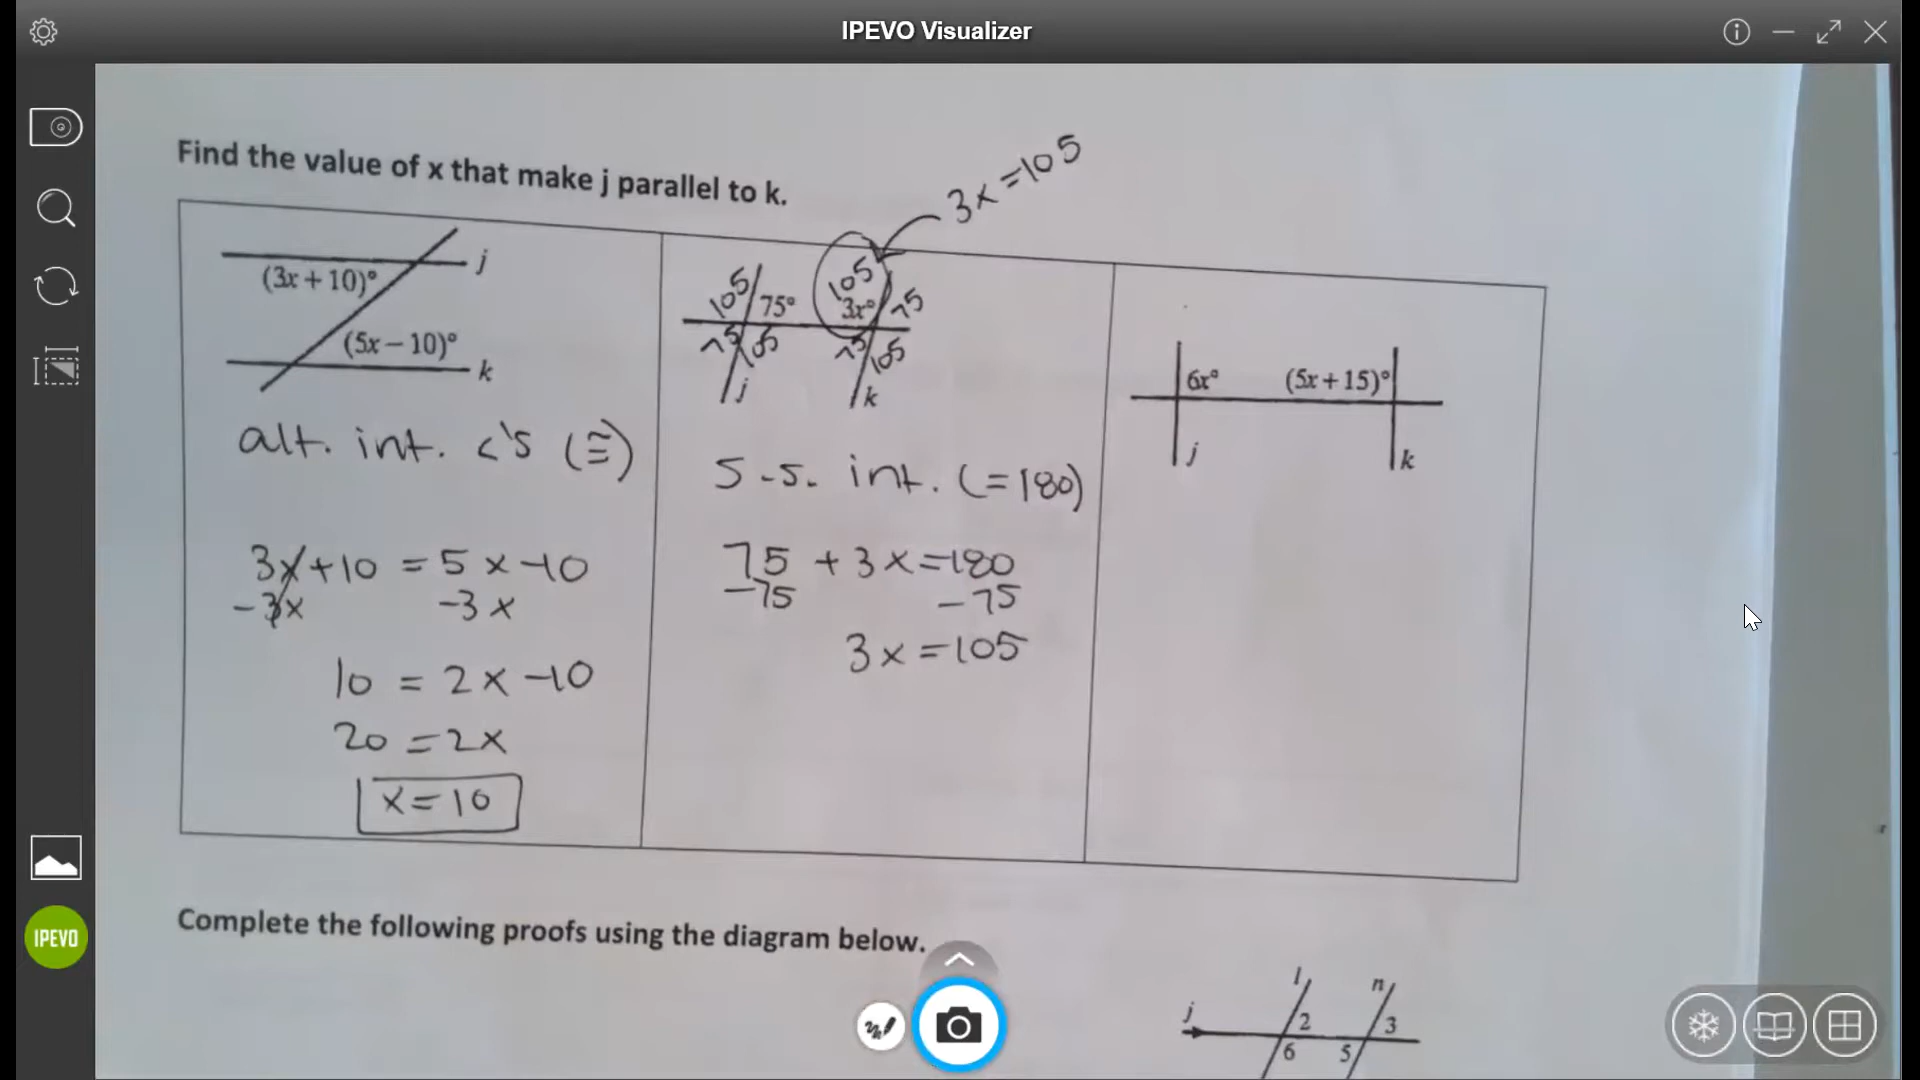 IPEVO Visualizer
Find the value of x that make j parallel to k.
3x = 105
(3x + 10)°
j
(5x – 10)°
k
alt. int. <'s (≅)
3x + 10 = 5x - 10
- 3x - 3x
10 = 2x - 10
20 = 2x
x = 10
105 75° 105 3x° 75
75 105 75 105
j k
s.-s. int. (=180)
75 + 3x = 180
- 75 - 75
3x = 105
6x° (5x + 15)°
j k
Complete the following proofs using the diagram below.
l n
j 2 3
6 5
IPEVO